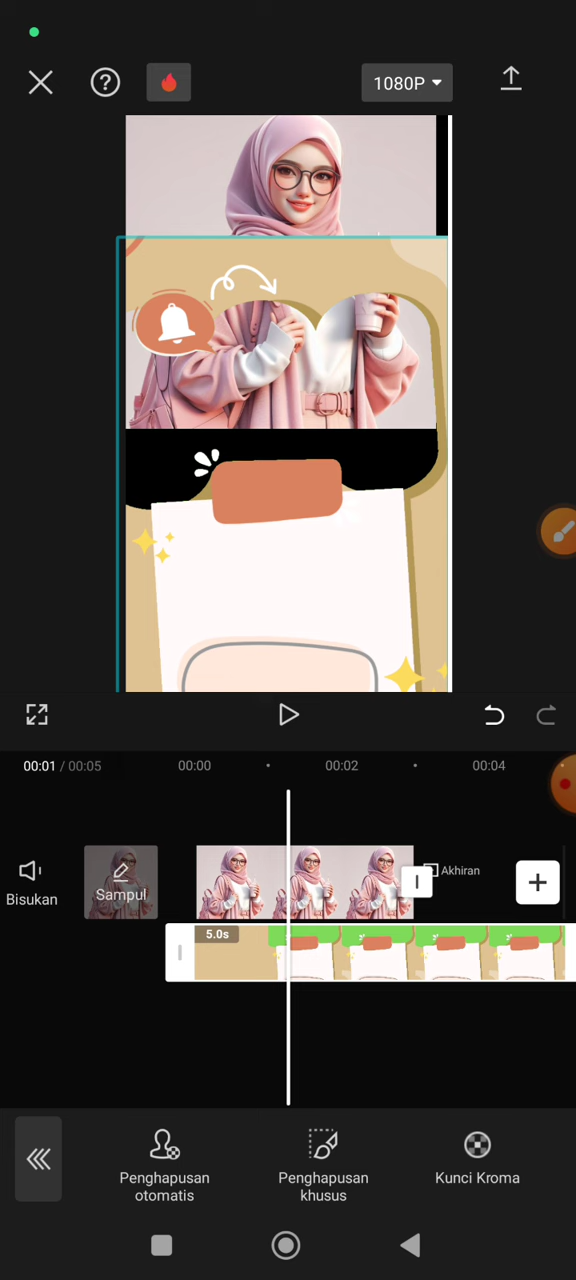 1080P
00:01 / 00:05
00:00
00:02
00:04
Bisukan
Sampul
Akhiran
5.0s
Penghapusan
otomatis
Penghapusan
khusus
Kunci Kroma